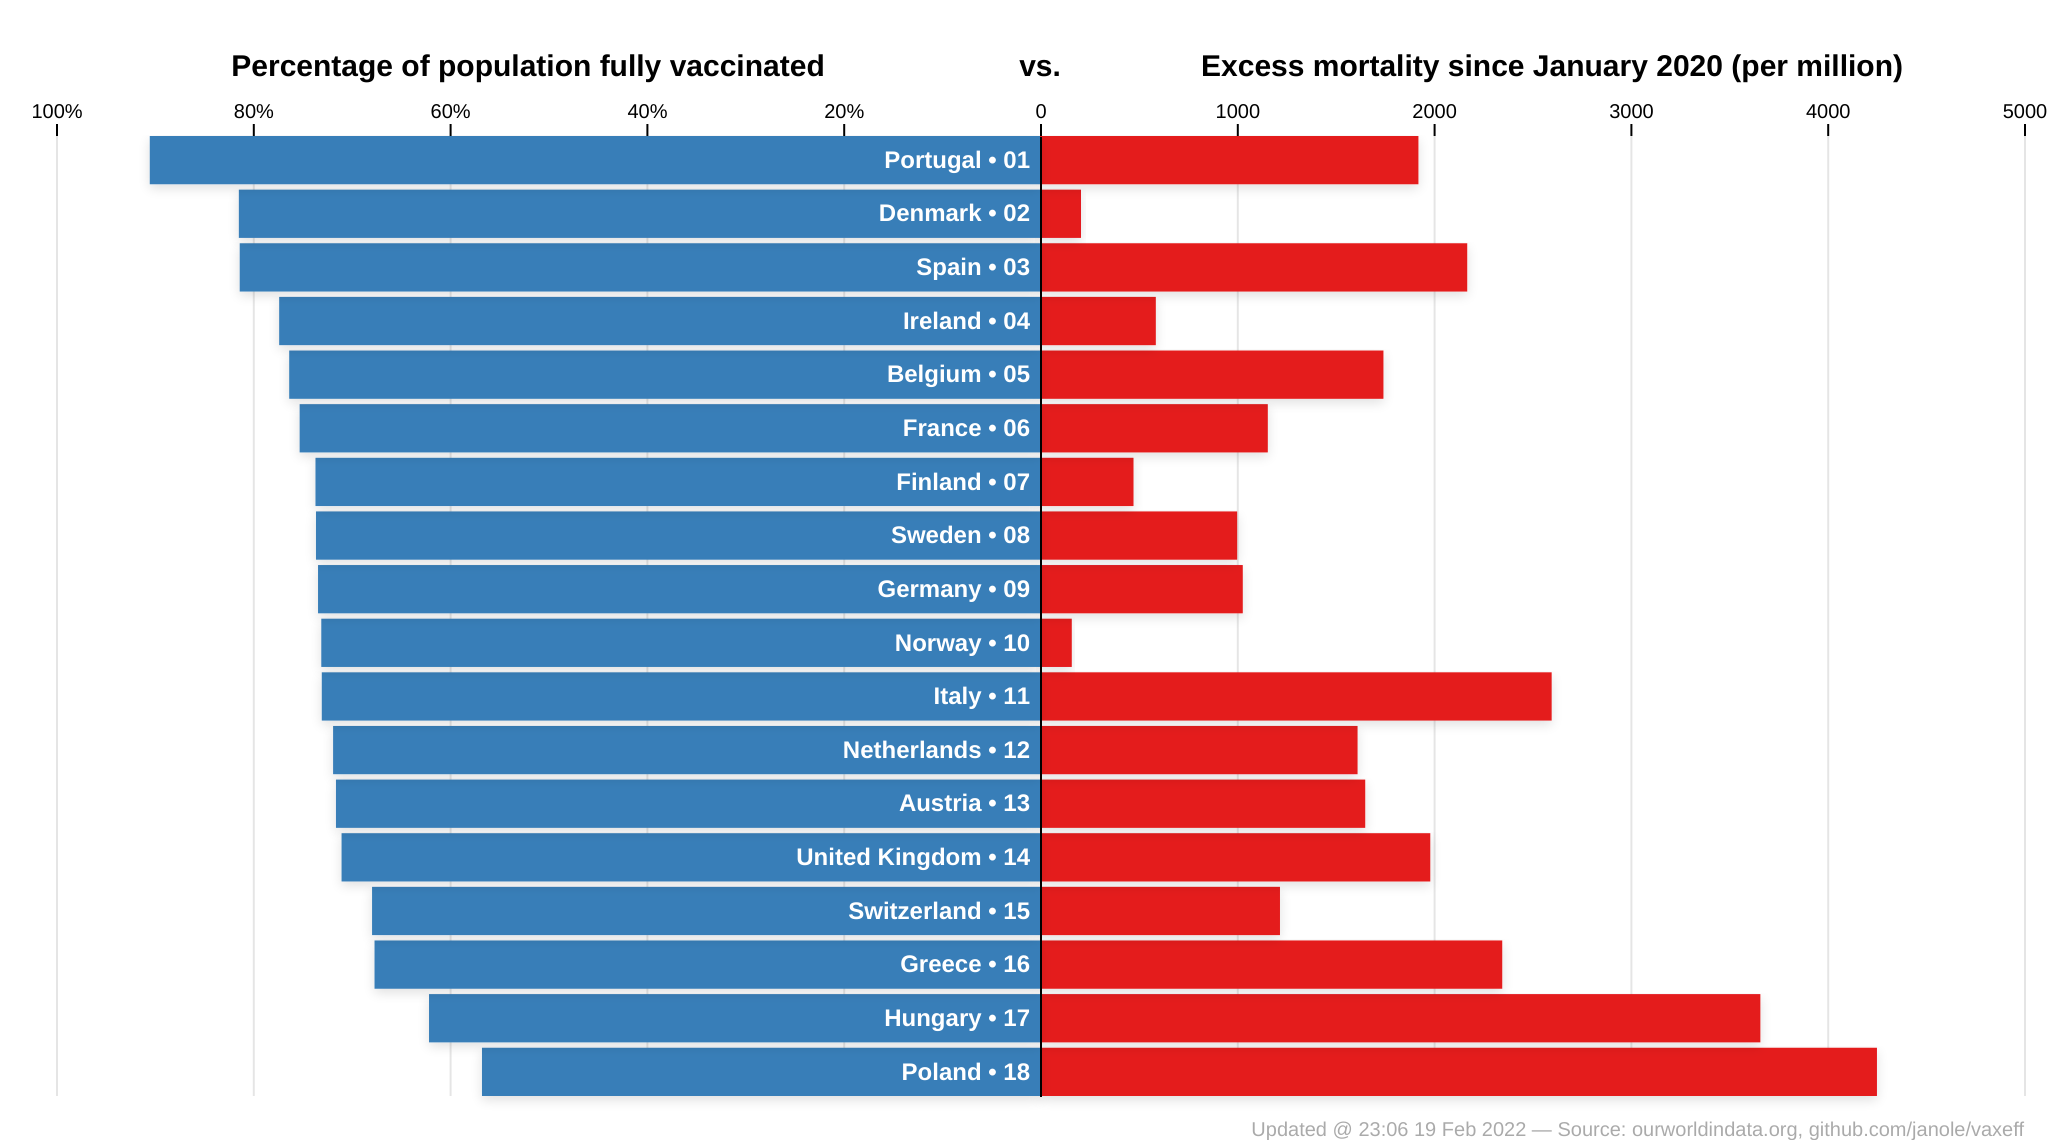 Percentage of population fully vaccinated vs. Excess mortality since January 2020 (per million)
100% 80% 60% 40% 20% 0 1000 2000 3000 4000 5000
Portugal • 01
Denmark • 02
Spain • 03
Ireland • 04
Belgium • 05
France • 06
Finland • 07
Sweden • 08
Germany • 09
Norway • 10
Italy • 11
Netherlands • 12
Austria • 13
United Kingdom • 14
Switzerland • 15
Greece • 16
Hungary • 17
Poland • 18
Updated @ 23:06 19 Feb 2022 — Source: ourworldindata.org, github.com/janole/vaxeff